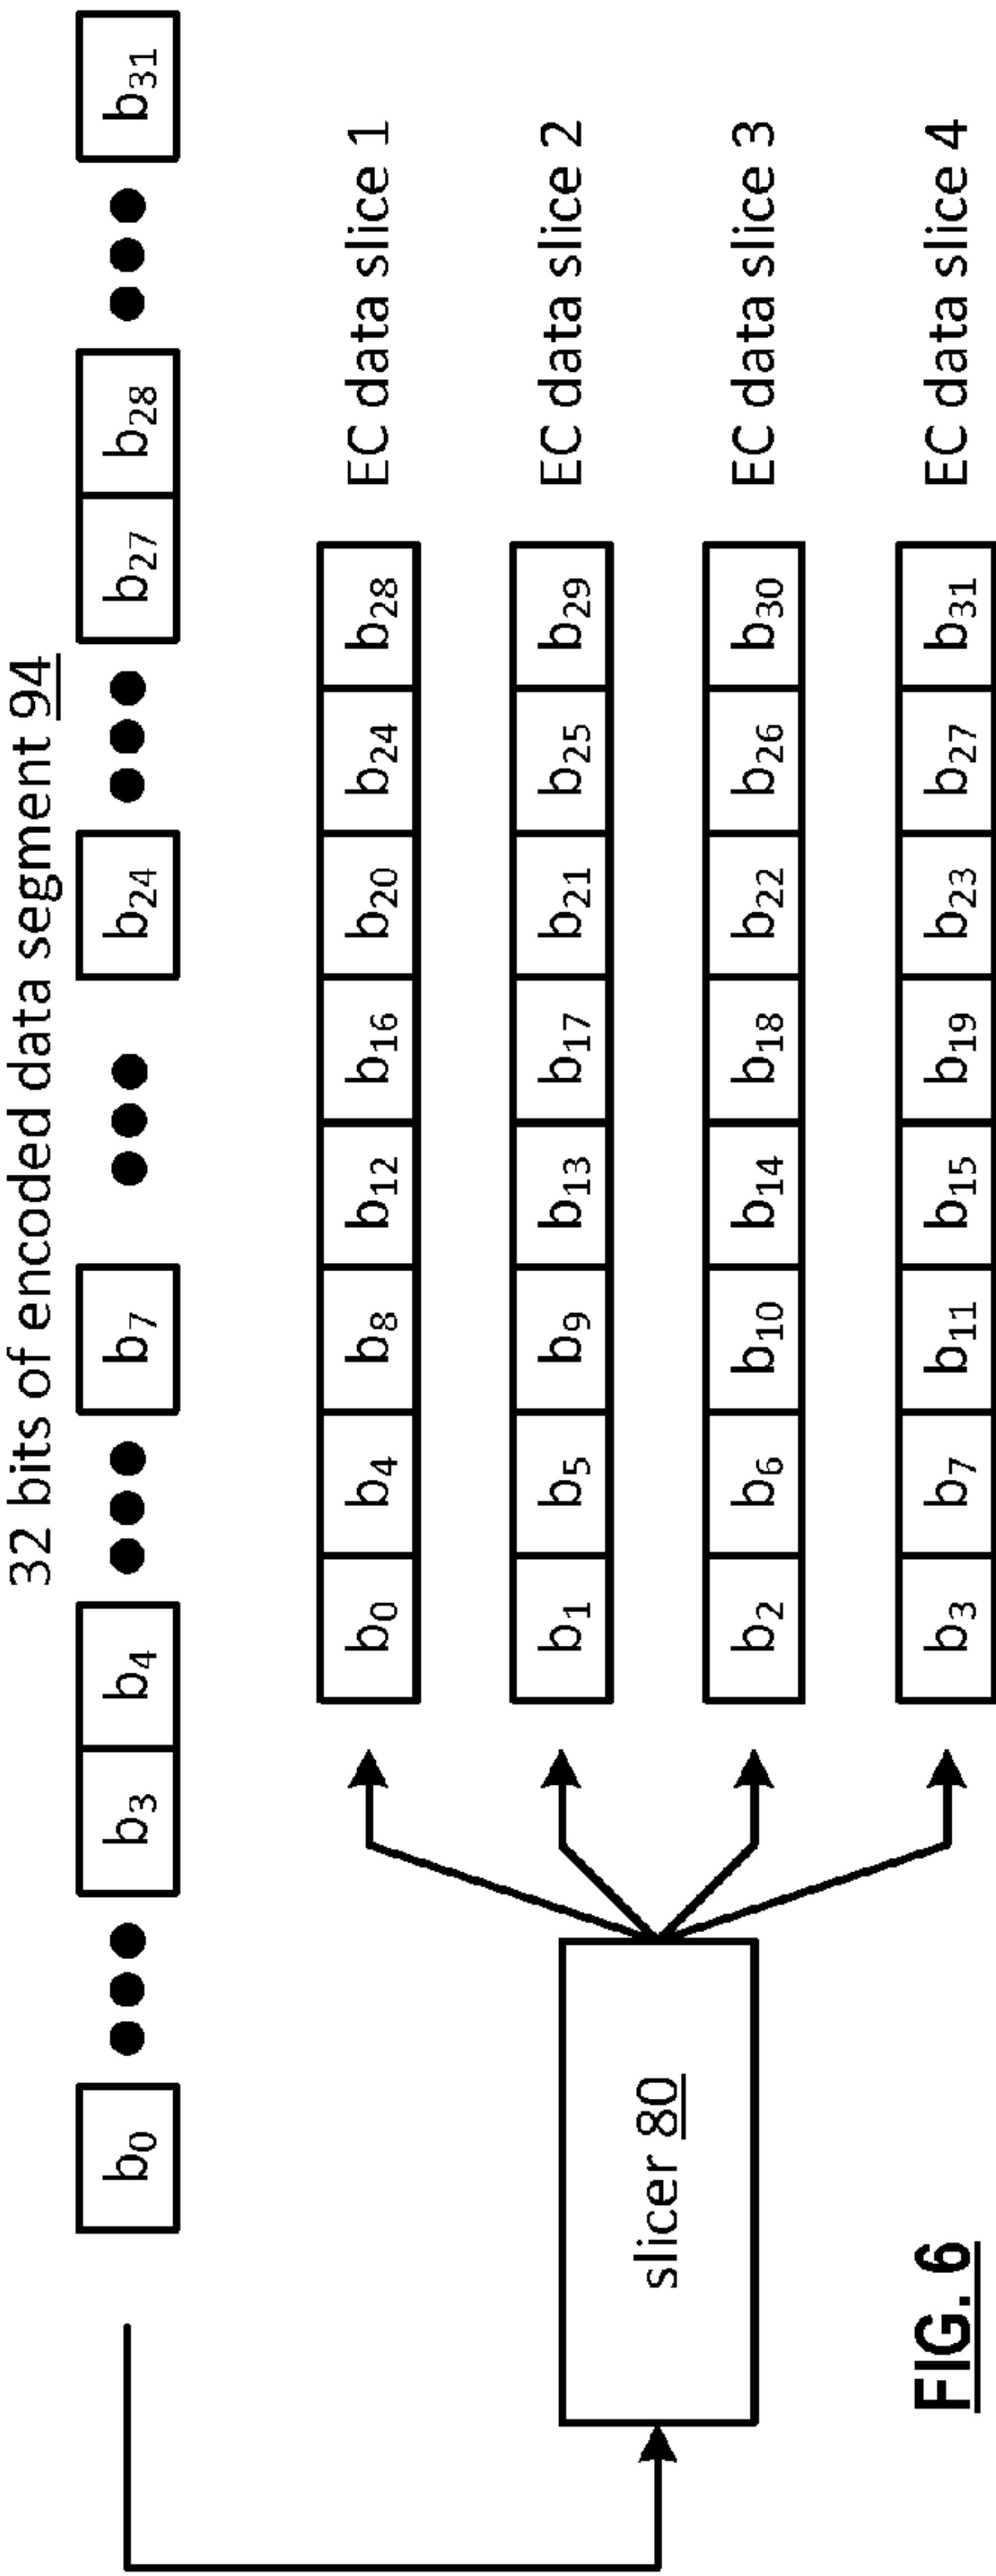 32 bits of encoded data segment 94
b0 b3 b4 b7 b24 b27 b28 b31
b0 b4 b8 b12 b16 b20 b24 b28 EC data slice 1
b1 b5 b9 b13 b17 b21 b25 b29 EC data slice 2
slicer 80
b2 b6 b10 b14 b18 b22 b26 b30 EC data slice 3
b3 b7 b11 b15 b19 b23 b27 b31 EC data slice 4
FIG. 6